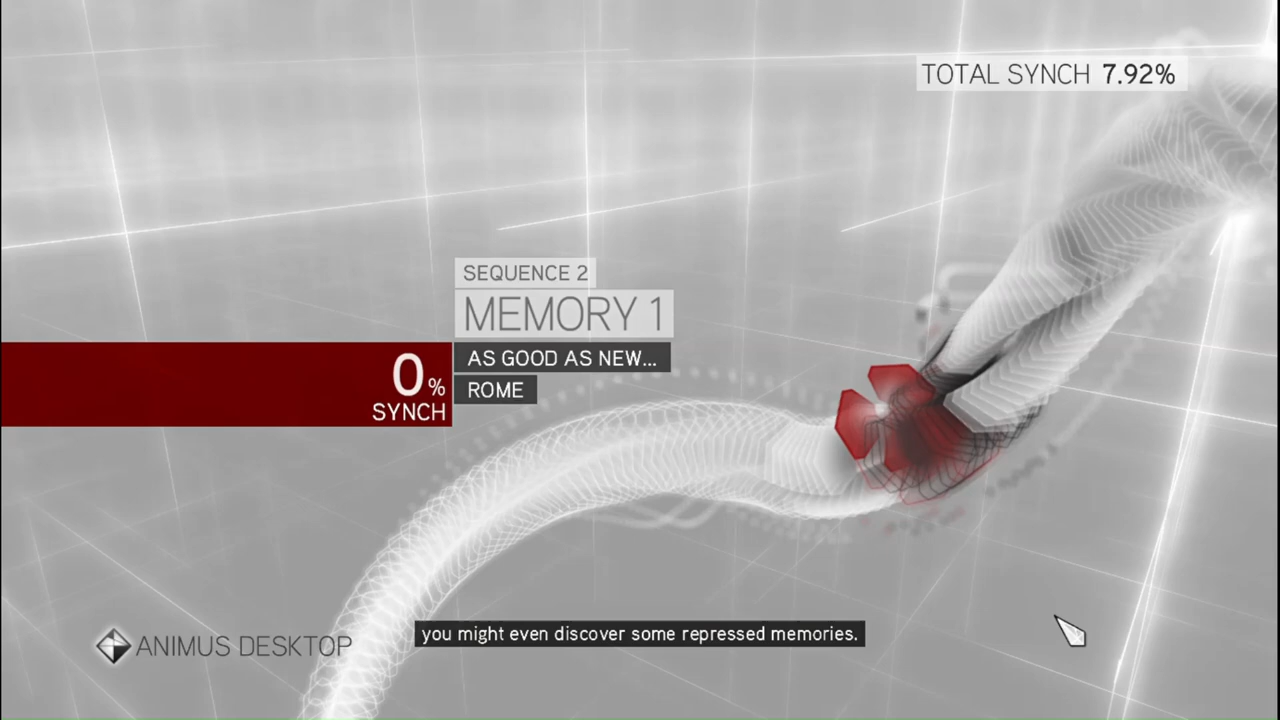 TOTAL SYNCH 7.92%
SEQUENCE 2
MEMORY 1
AS GOOD AS NEW...
ROME
0%
SYNCH
you might even discover some repressed memories.
ANIMUS DESKTOP